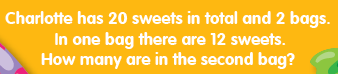 Charlotte has 20 sweets in total and 2 bags.
In one bag there are 12 sweets.
How many are in the second bag?